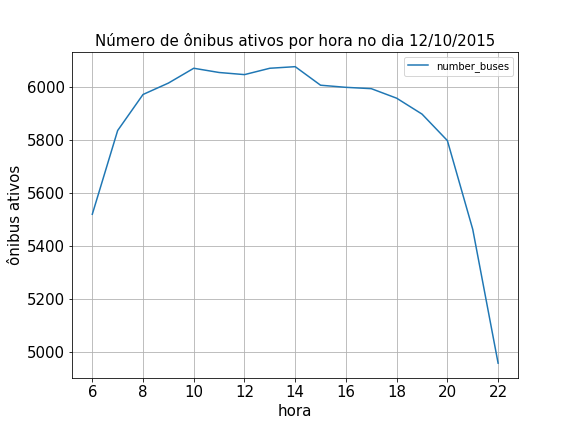 Número de ônibus ativos por hora no dia 12/10/2015
number_buses
6000
5800
5600
5400
5200
5000
ônibus ativos
6 8 10 12 14 16 18 20 22
hora